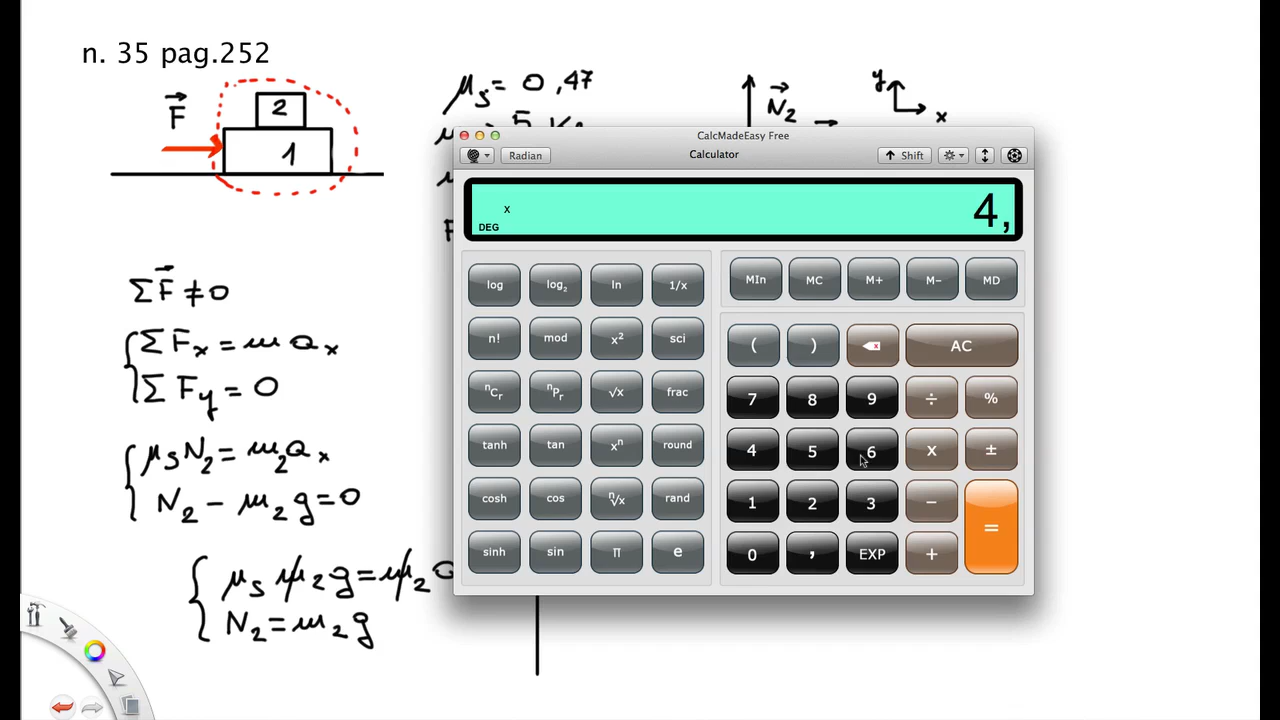 n. 35 pag.252
F
2
1
μs = 0,47
N2
y
x
ΣF ≠ 0
ΣFx = m ax
ΣFy = 0
μs N2 = m2 ax
N2 - m2 g = 0
μs m2 g = m2
N2 = m2 g
CalcMadeEasy Free
Radian
Calculator
Shift
x
4,
DEG
log log2 ln 1/x
n! mod x² sci
nCr nPr √x frac
tanh tan xⁿ round
cosh cos ⁿ√x rand
sinh sin π e
MIn MC M+ M− MD
( ) x AC
7 8 9 ÷ %
4 5 6 x ±
1 2 3 −
=
0 , EXP +